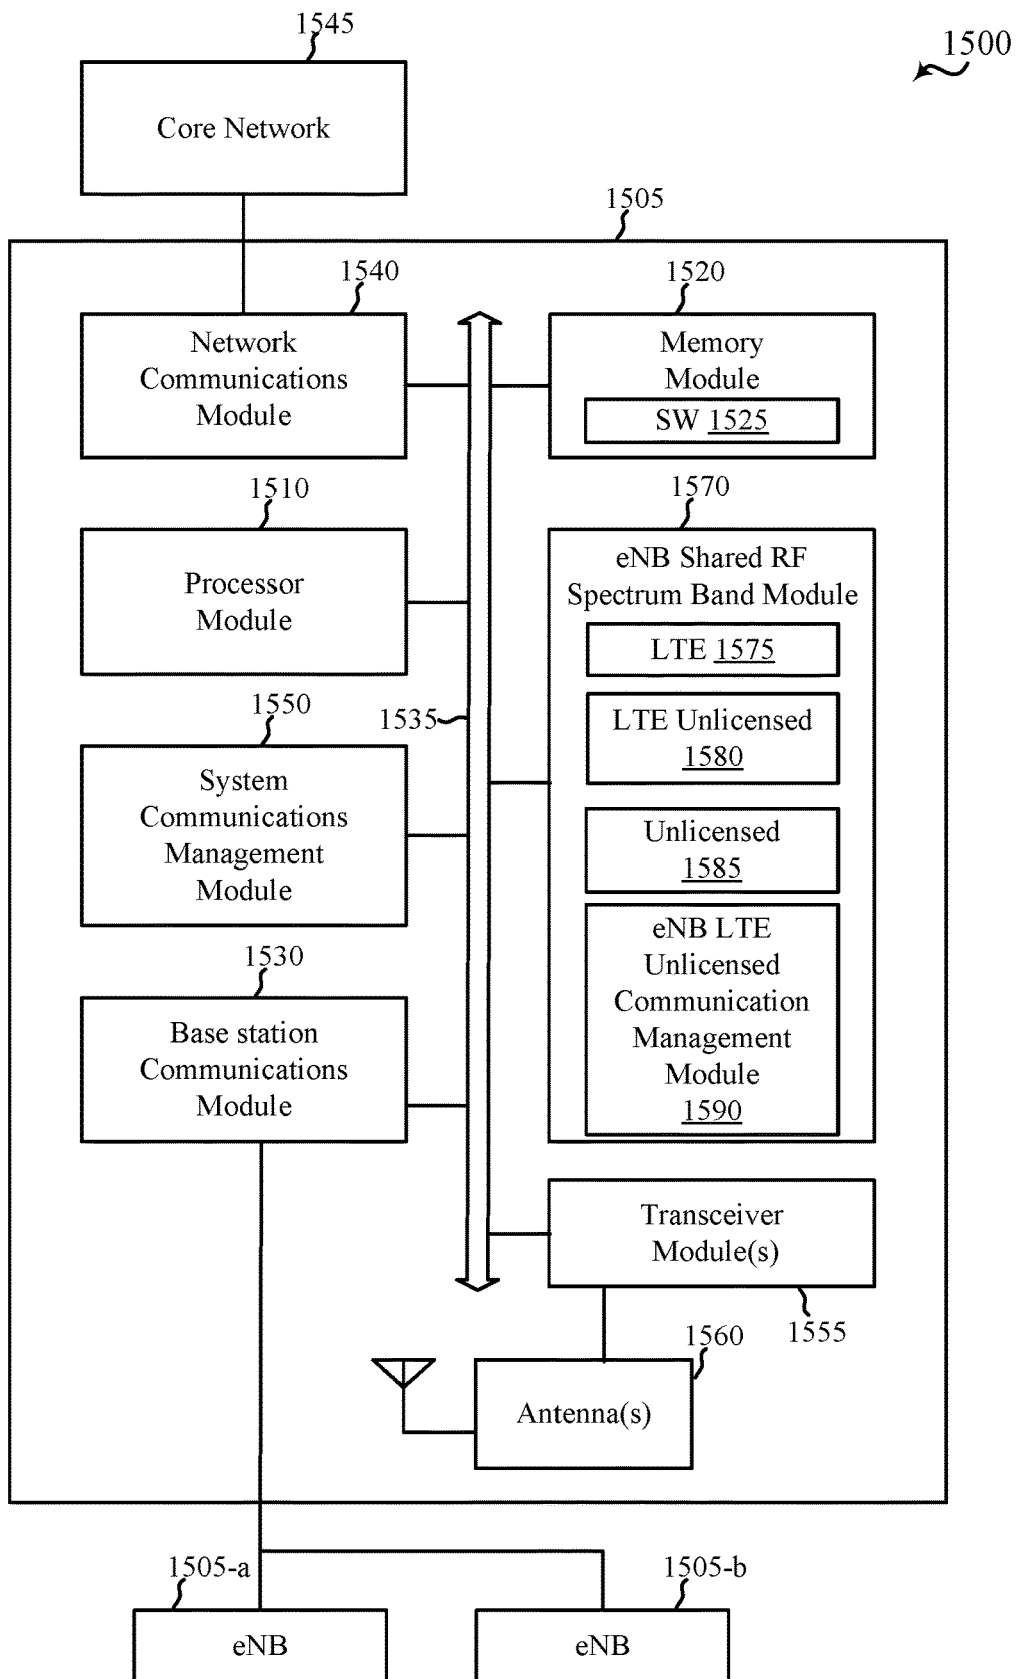 1545
1500
Core Network
1505
1540
1520
Network
Communications
Module
Memory
Module
SW 1525
1510
1570
Processor
Module
eNB Shared RF
Spectrum Band Module
LTE 1575
1550
1535
LTE Unlicensed
1580
System
Communications
Management
Module
Unlicensed
1585
1530
eNB LTE
Unlicensed
Communication
Management
Module
1590
Base station
Communications
Module
Transceiver
Module(s)
1555
1560
Antenna(s)
1505-a
1505-b
eNB
eNB